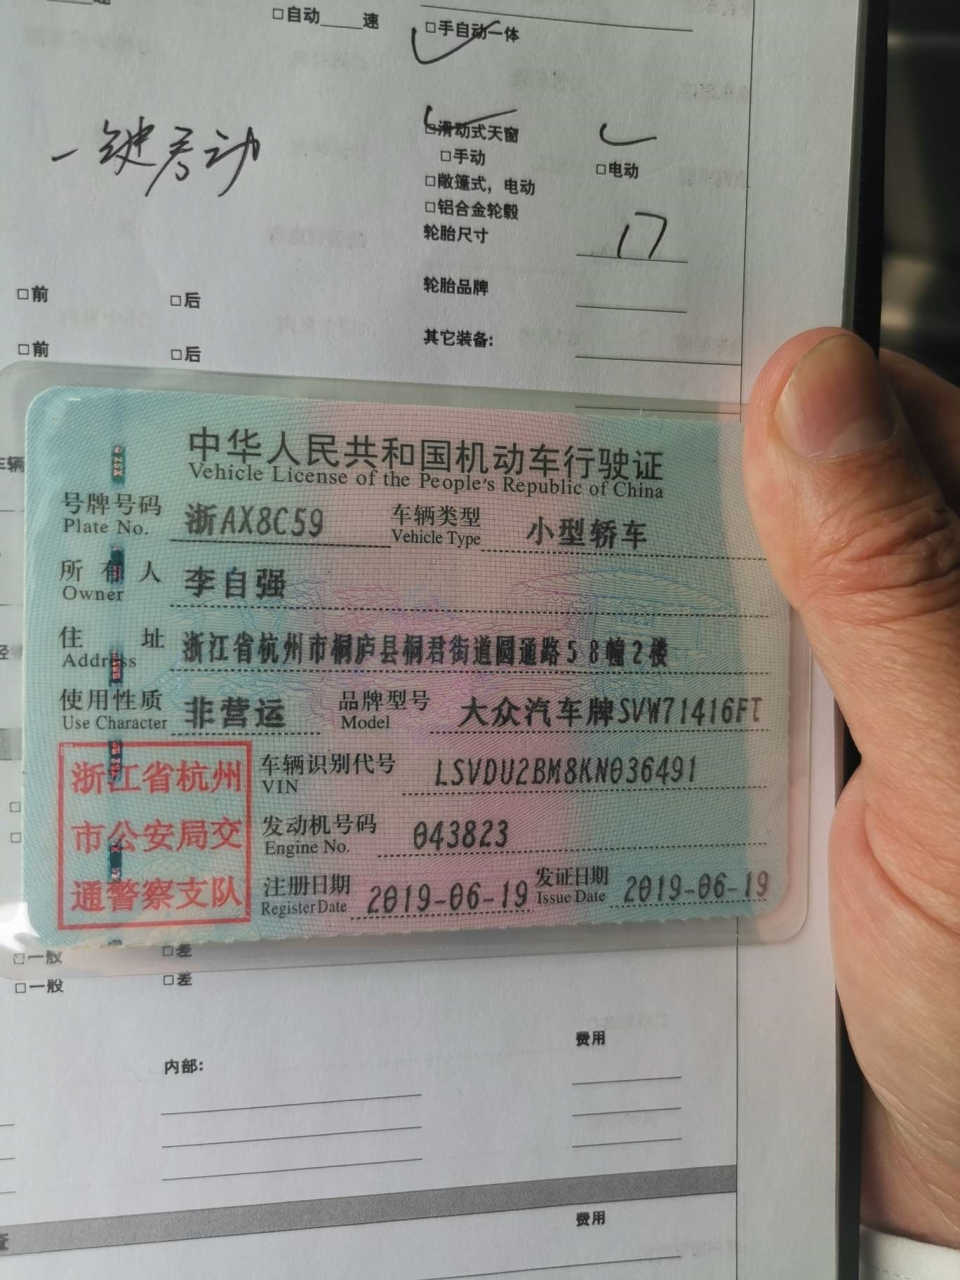 速
□自动____速
□手自动一体
一键启动
□滑动式天窗
□手动
□电动
□敞篷式，电动
□铝合金轮毂
轮胎尺寸 17
轮胎品牌
其它装备:
□前 □后
□前 □后
车辆
中华人民共和国机动车行驶证
Vehicle License of the People's Republic of China
号牌号码 浙AX8C59 车辆类型 小型轿车
Plate No. Vehicle Type
所有人 李自强
Owner
住址 浙江省杭州市桐庐县桐君街道圆通路58幢2楼
Address
使用性质 非营运 品牌型号 大众汽车牌SVW71416FT
Use Character Model
浙江省杭州
市公安局交
通警察支队
车辆识别代号 LSVDU2BM8KN036491
VIN
发动机号码 043823
Engine No.
注册日期 2019-06-19 发证日期 2019-06-19
Register Date Issue Date
□一般 □差
□一般 □差
费用
内部:
费用